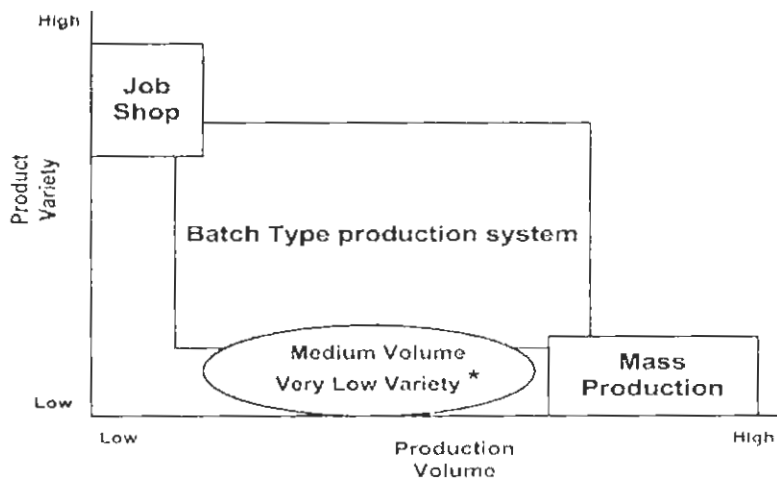 High
Job
Shop
Product
Variety
Batch Type production system
Medium Volume
Very Low Variety *
Mass
Production
Low
Low
Production
Volume
High